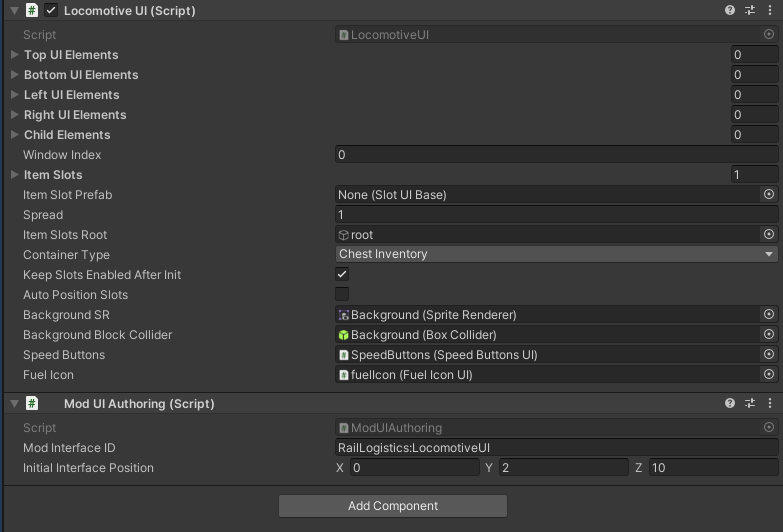 Locomotive UI (Script)
Script LocomotiveUI
Top UI Elements 0
Bottom UI Elements 0
Left UI Elements 0
Right UI Elements 0
Child Elements 0
Window Index 0
Item Slots 1
Item Slot Prefab None (Slot UI Base)
Spread 1
Item Slots Root root
Container Type Chest Inventory
Keep Slots Enabled After Init
Auto Position Slots
Background SR Background (Sprite Renderer)
Background Block Collider Background (Box Collider)
Speed Buttons SpeedButtons (Speed Buttons UI)
Fuel Icon fuelIcon (Fuel Icon UI)
Mod UI Authoring (Script)
Script ModUIAuthoring
Mod Interface ID RailLogistics:LocomotiveUI
Initial Interface Position X 0 Y 2 Z 10
Add Component